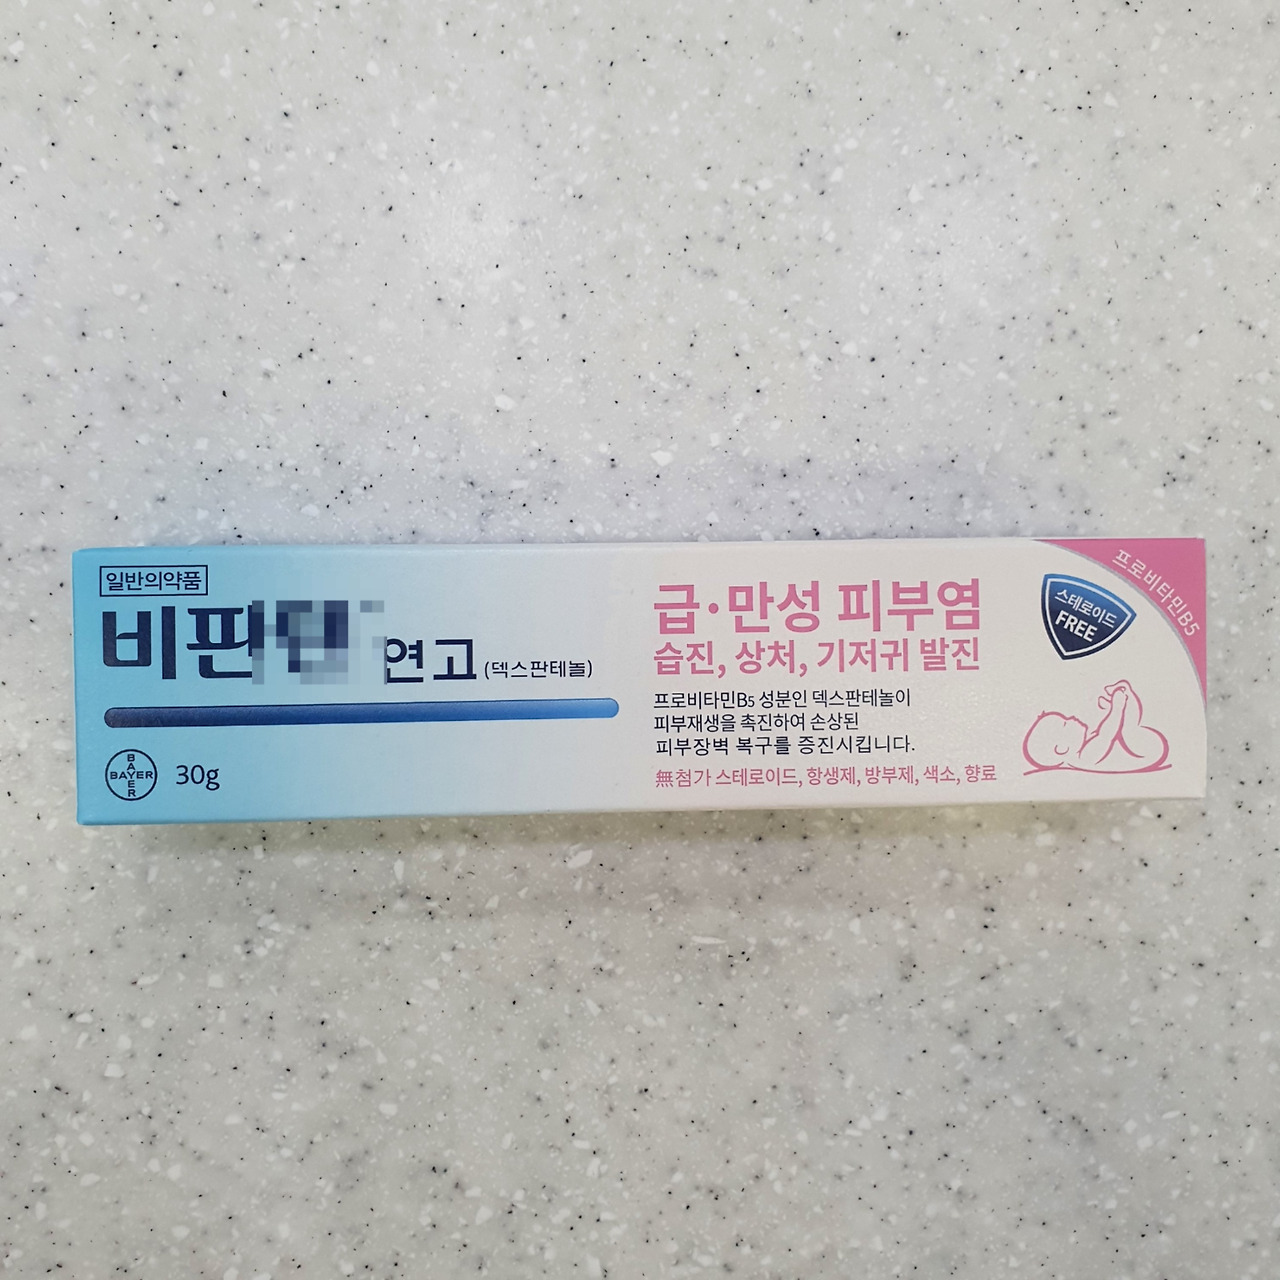 일반의약품
비판 연고 (덱스판테놀)
BAYER
BAYER
30g
급·만성 피부염
습진, 상처, 기저귀 발진
프로비타민B5 성분인 덱스판테놀이
피부재생을 촉진하여 손상된
피부장벽 복구를 증진시킵니다.
無첨가 스테로이드, 항생제, 방부제, 색소, 향료
스테로이드
FREE
프로비타민B5